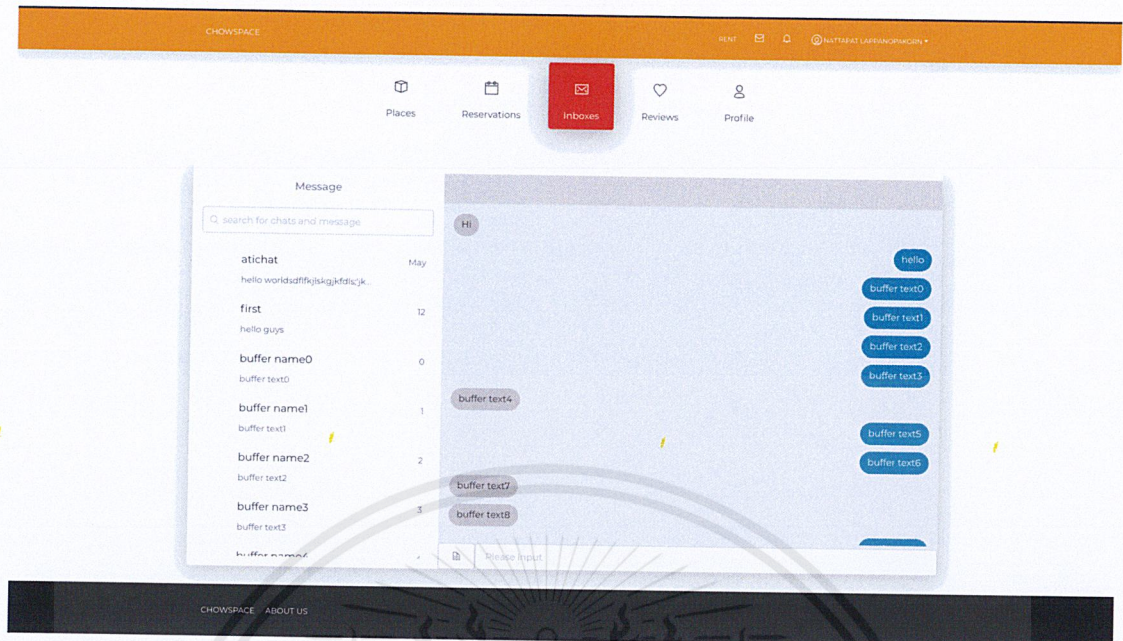 CHOWSPACE
RENT NATTAPAT LAPPANOPAKORN
Places Reservations Inboxes Reviews Profile
Message
search for chats and message
atichat May
hello worldsdflfkjlskgjkfdls;'jk...
first 12
hello guys
buffer name0 0
buffer text0
buffer name1 1
buffer text1
buffer name2 2
buffer text2
buffer name3 3
buffer text3
buffer name4
Hi
hello
buffer text0
buffer text1
buffer text2
buffer text3
buffer text4
buffer text5
buffer text6
buffer text7
buffer text8
Please input
CHOWSPACE ABOUT US